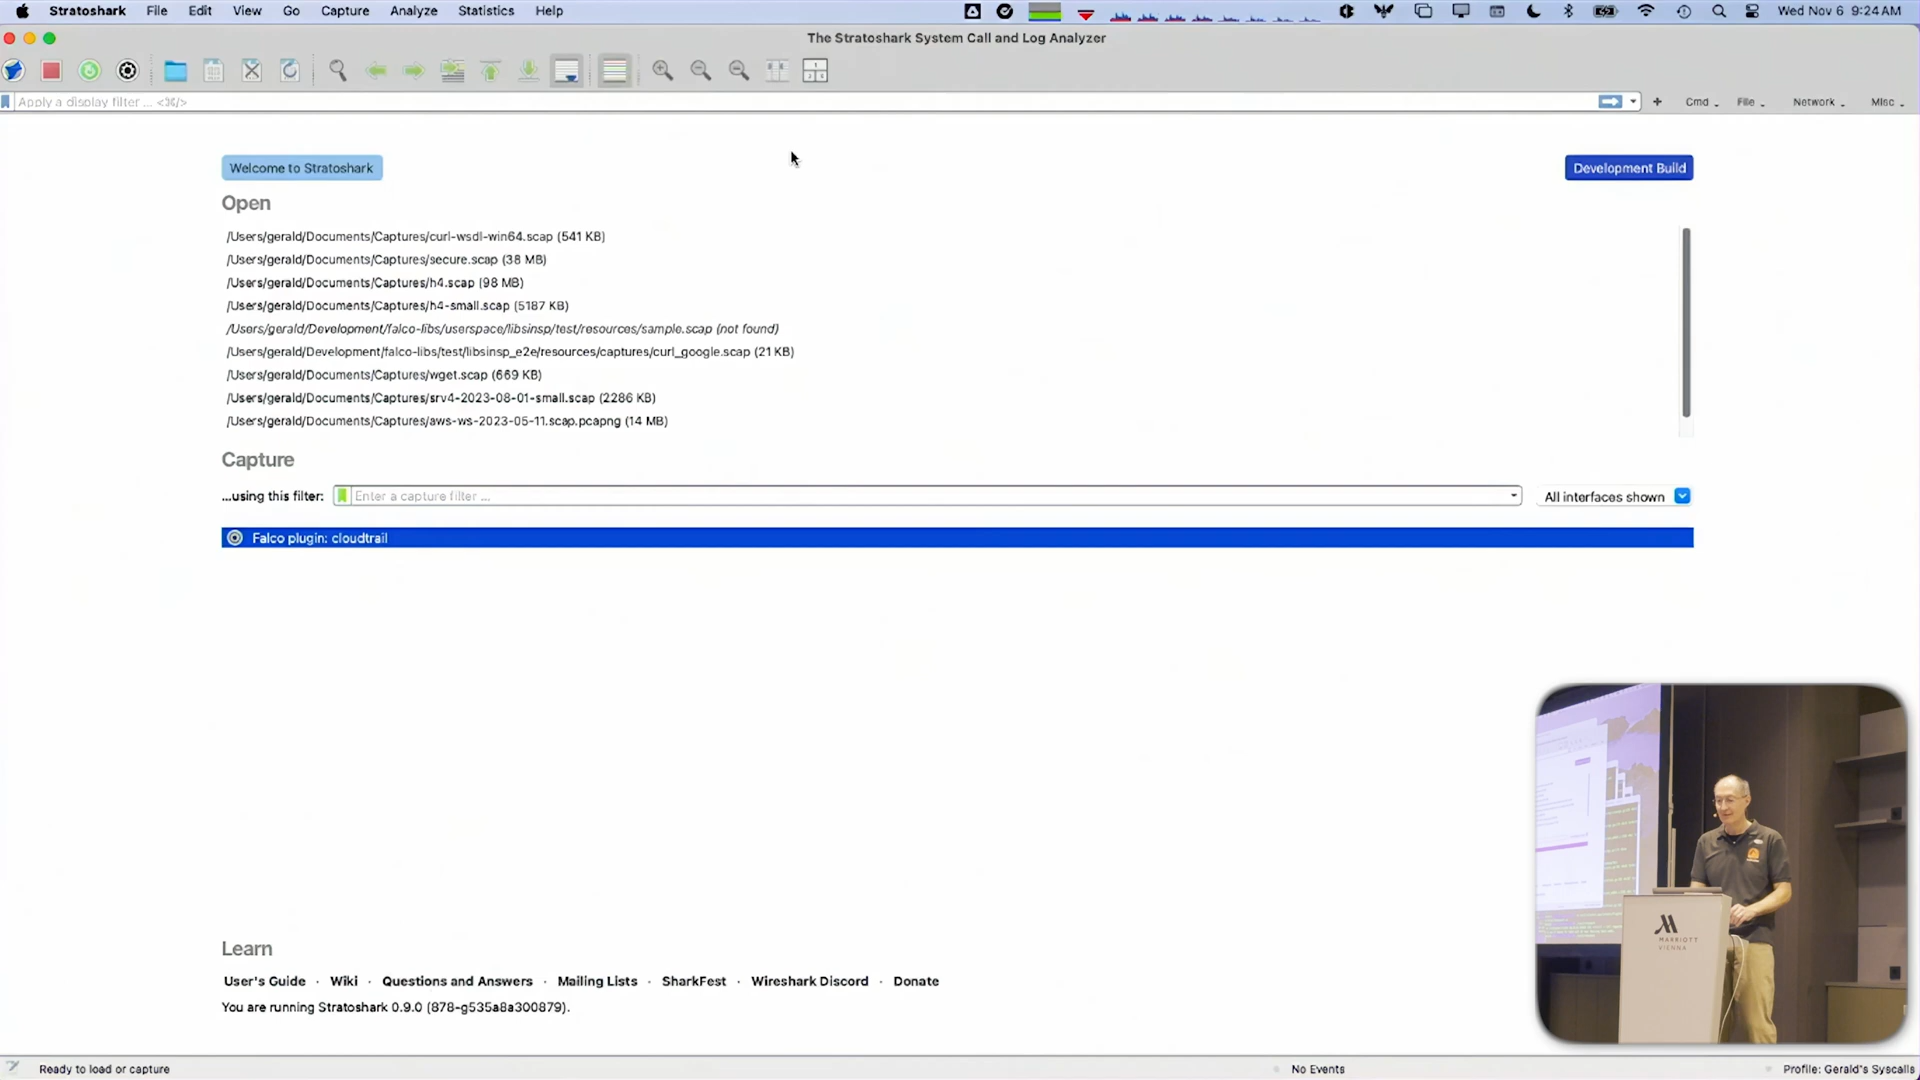 Stratoshark File Edit View Go Capture Analyze Statistics Help
Wed Nov 6 9:24 AM
The Stratoshark System Call and Log Analyzer
Apply a display filter ... <⌘/>
+ Cmd File Network Misc
Welcome to Stratoshark
Development Build
Open
/Users/gerald/Documents/Captures/curl-wsdl-win64.scap (541 KB)
/Users/gerald/Documents/Captures/secure.scap (38 MB)
/Users/gerald/Documents/Captures/h4.scap (98 MB)
/Users/gerald/Documents/Captures/h4-small.scap (5187 KB)
/Users/gerald/Development/falco-libs/userspace/libsinsp/test/resources/sample.scap (not found)
/Users/gerald/Development/falco-libs/test/libsinsp_e2e/resources/captures/curl_google.scap (21 KB)
/Users/gerald/Documents/Captures/wget.scap (669 KB)
/Users/gerald/Documents/Captures/srv4-2023-08-01-small.scap (2286 KB)
/Users/gerald/Documents/Captures/aws-ws-2023-05-11.scap.pcapng (14 MB)
Capture
...using this filter:
Enter a capture filter ...
All interfaces shown
Falco plugin: cloudtrail
Learn
User's Guide · Wiki · Questions and Answers · Mailing Lists · SharkFest · Wireshark Discord · Donate
You are running Stratoshark 0.9.0 (878-g535a8a300879).
MARRIOTT
VIENNA
Ready to load or capture
No Events
Profile: Gerald's Syscalls